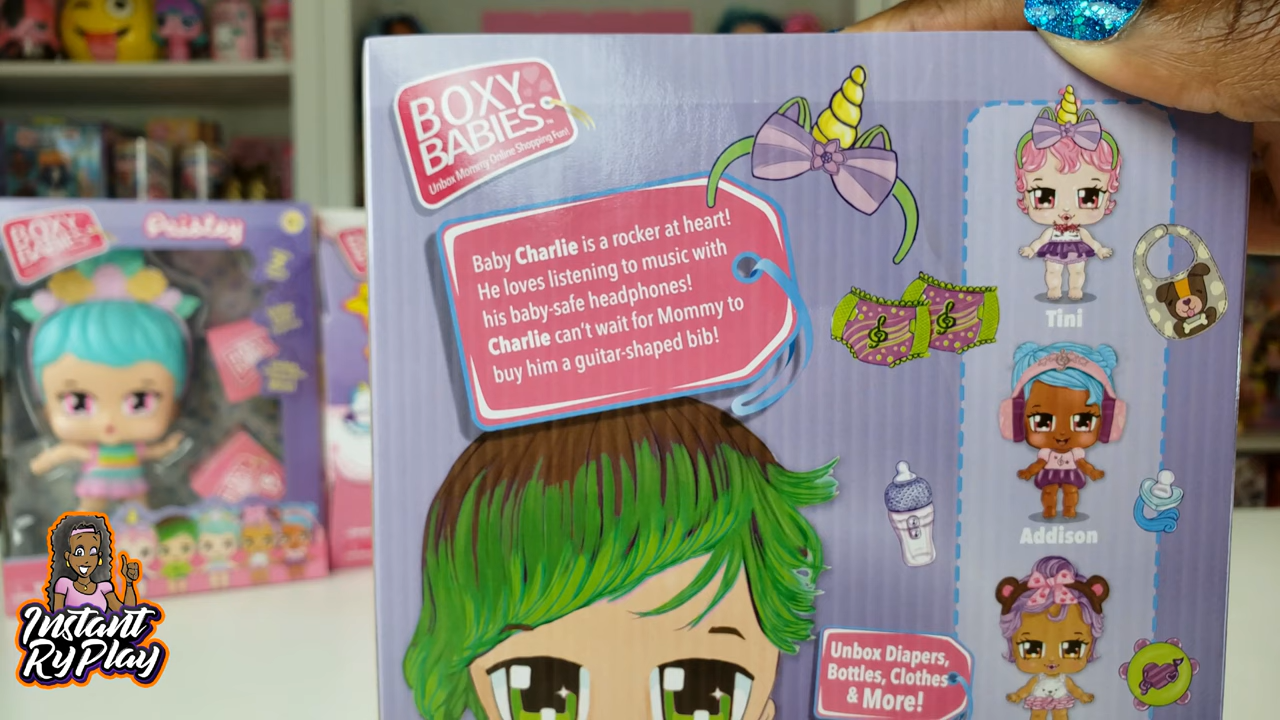 BOXY
BABIES™
Unbox Mommy's Online Shopping Fun!
Baby Charlie is a rocker at heart!
He loves listening to music with
his baby-safe headphones!
Charlie can't wait for Mommy to
buy him a guitar-shaped bib!
Tini
Addison
Unbox Diapers,
Bottles, Clothes
& More!
BOXY
BABIES
Paisley
Instant
RyPlay